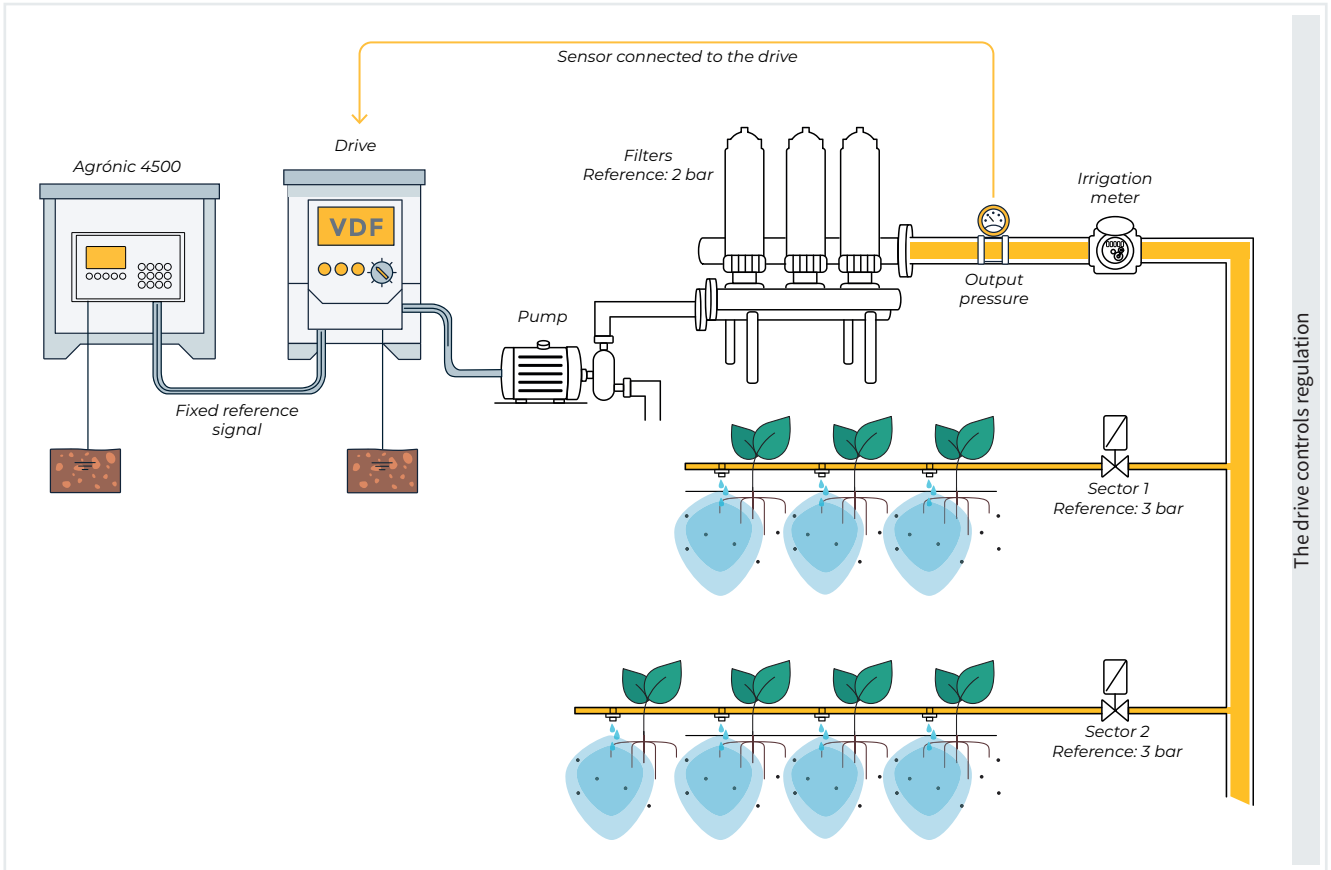 Sensor connected to the drive
Drive
Agrónic 4500
VDF
Filters
Reference: 2 bar
Irrigation
meter
Output
pressure
Pump
Fixed reference
signal
Sector 1
Reference: 3 bar
Sector 2
Reference: 3 bar
The drive controls regulation